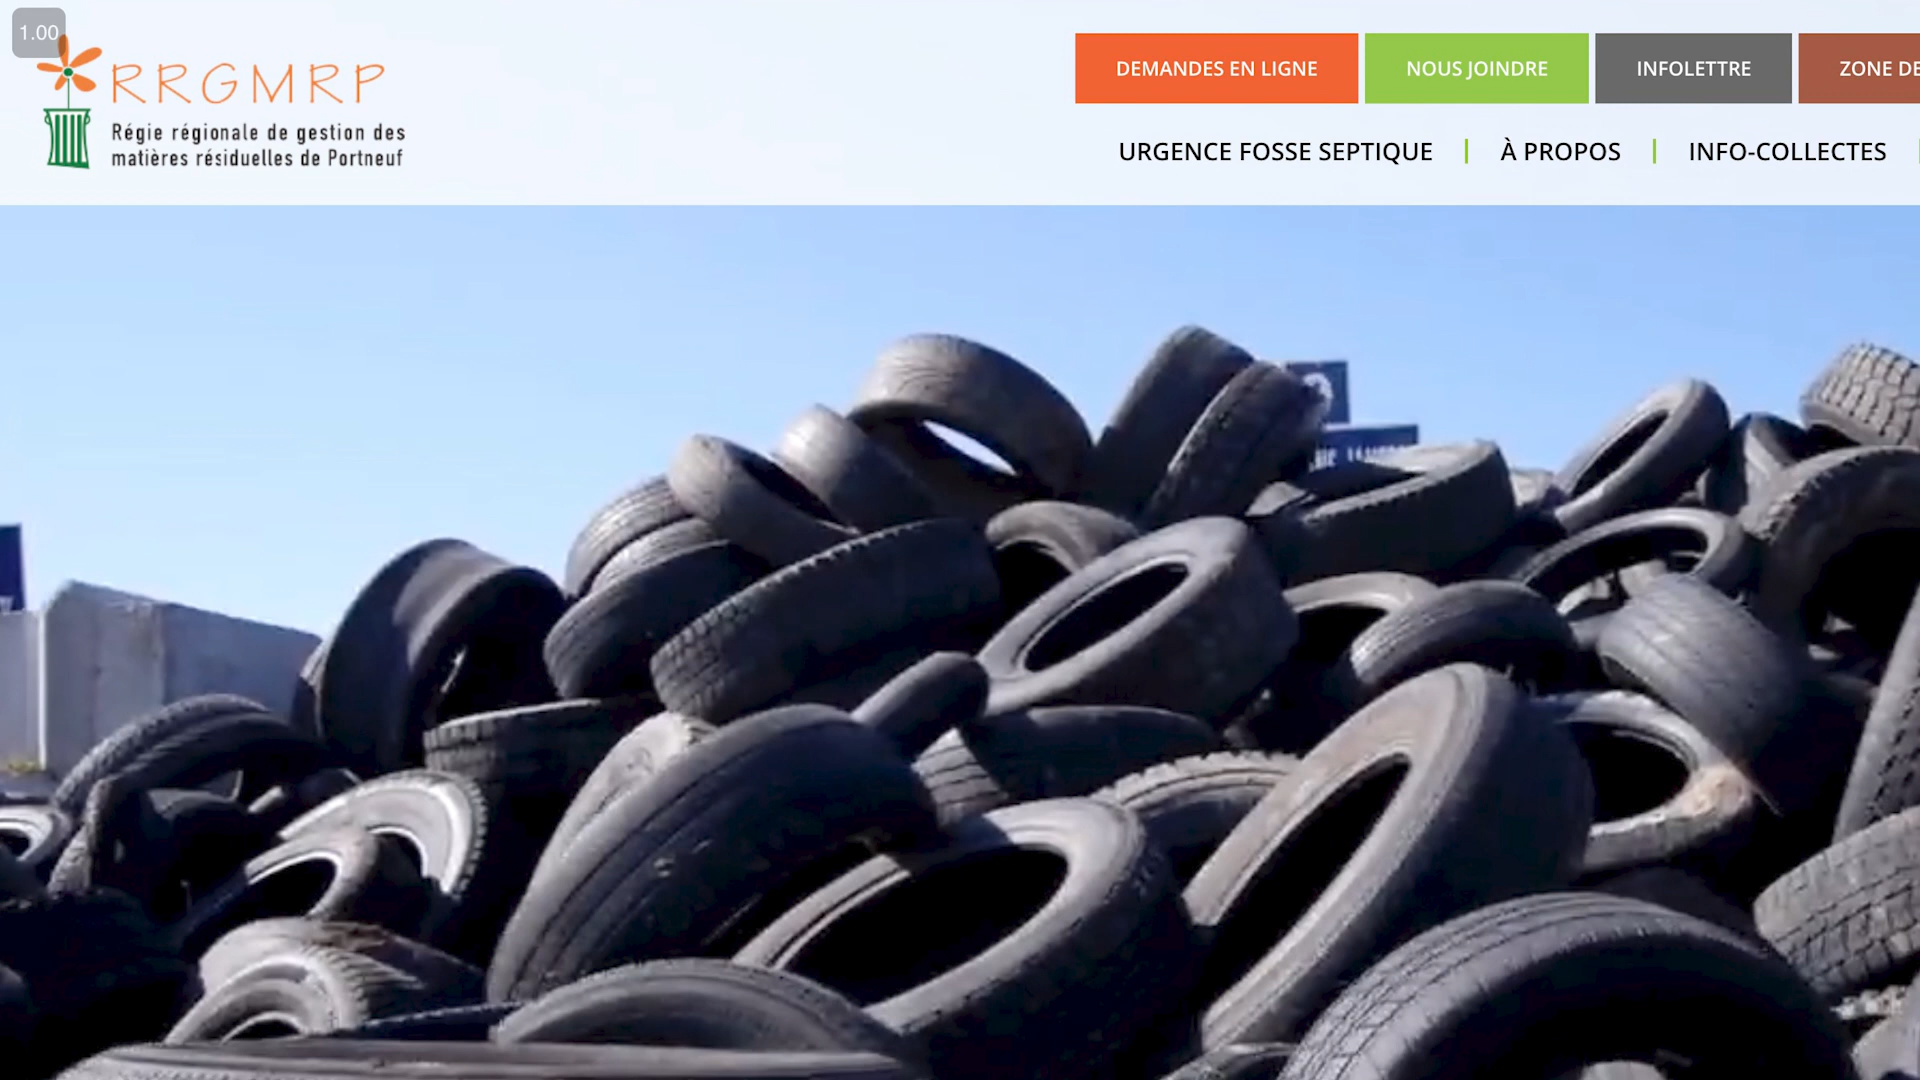 1.00
RRGMRP
Régie régionale de gestion des
matières résiduelles de Portneuf
DEMANDES EN LIGNE
NOUS JOINDRE
INFOLETTRE
ZONE DE
URGENCE FOSSE SEPTIQUE
À PROPOS
INFO-COLLECTES